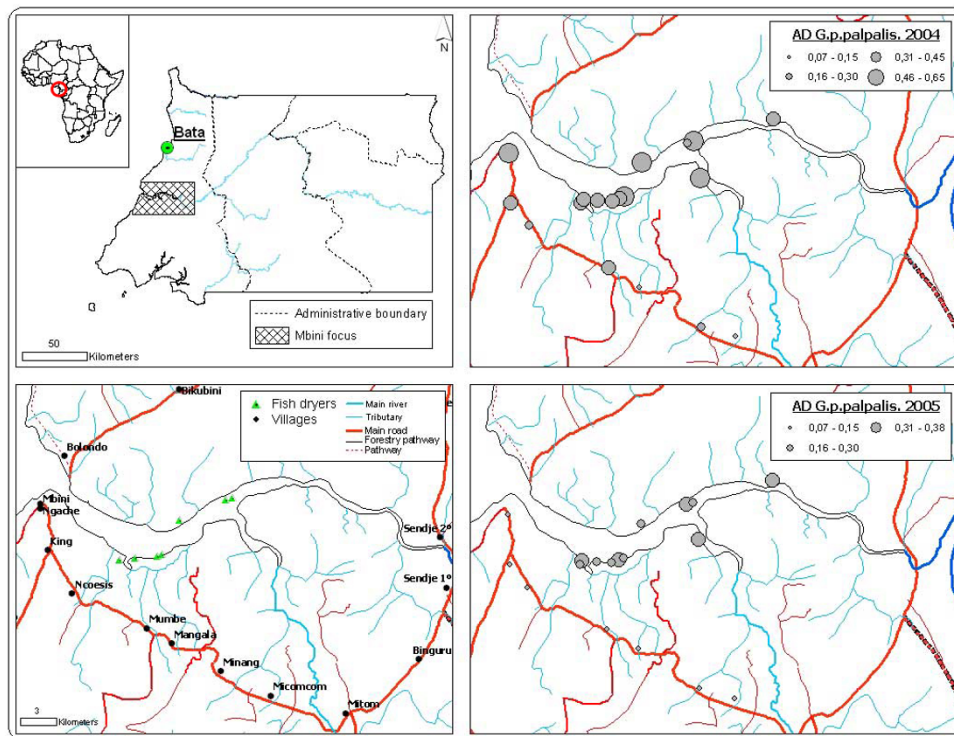 N
Bata
Administrative boundary
Mbini focus
50
Kilometers
AD G.p.palpalis. 2004
0,07 - 0,15
0,31 - 0,45
0,16 - 0,30
0,46 - 0,65
Bikubini
Fish dryers
Villages
Main river
Tributary
Main road
Forestry pathway
Pathway
Bolondo
Mbini
Ngache
King
Ncoesis
Mumbe
Mangala
Minang
Micomcom
Mitom
Binguru
Sendje 1º
Sendje 2º
3
Kilometers
AD G.p.palpalis. 2005
0,07 - 0,15
0,31 - 0,38
0,16 - 0,30